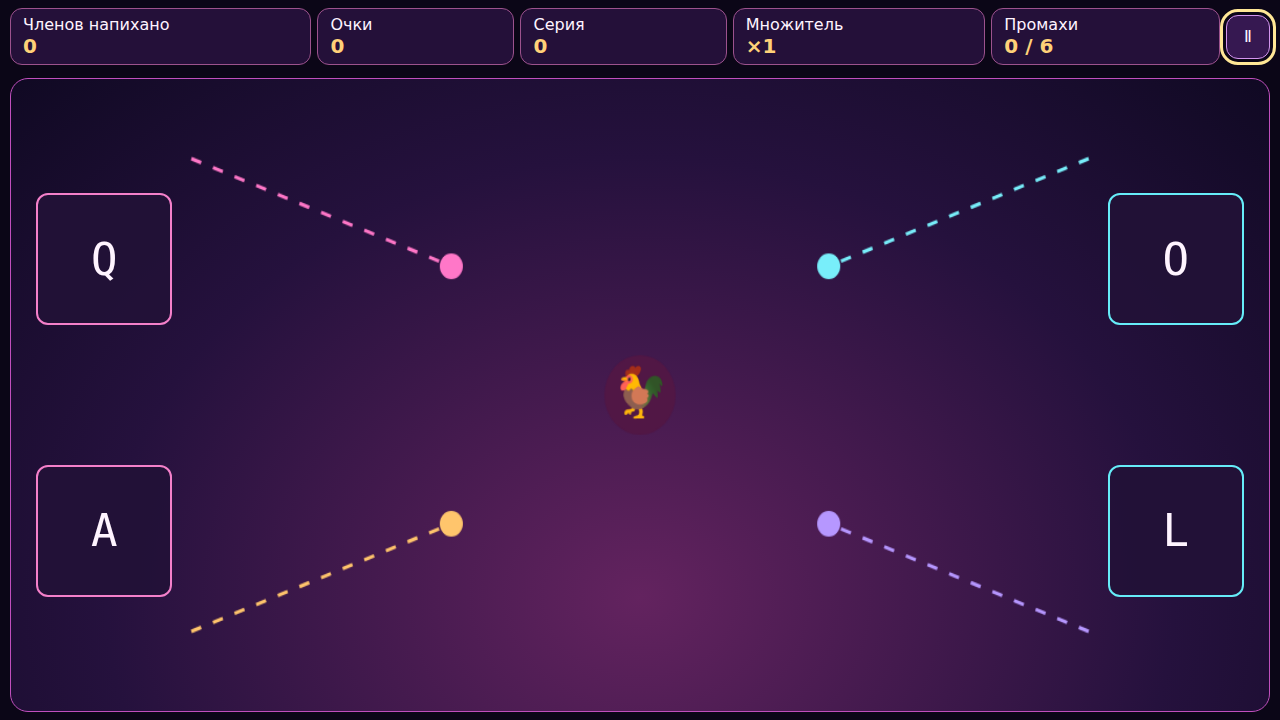 Членов напихано
0
Очки
0
Серия
0
Множитель
×1
Промахи
0 / 6
II
Q
O
A
L